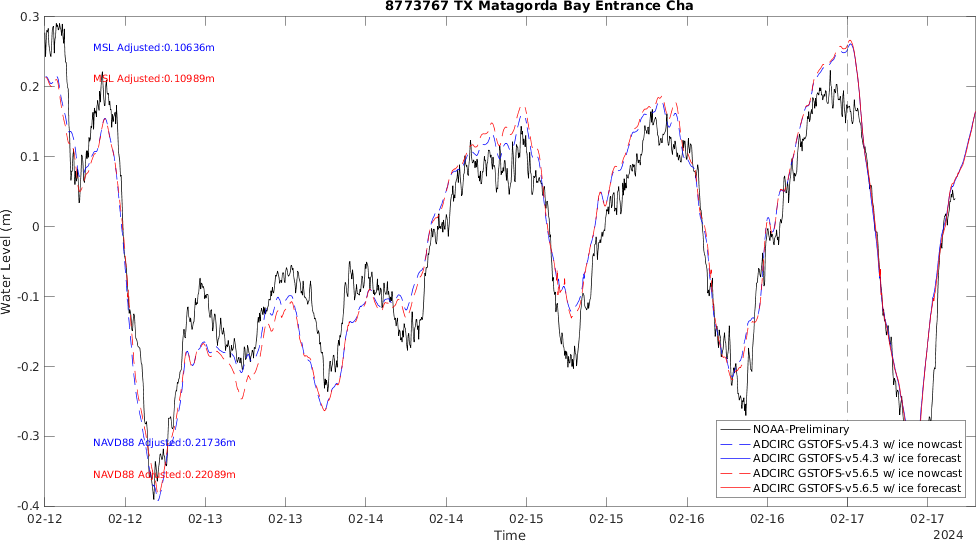 8773767 TX Matagorda Bay Entrance Cha
0.3
0.2
0.1
0
-0.1
-0.2
-0.3
-0.4
Water Level (m)
MSL Adjusted:0.10636m
MSL Adjusted:0.10989m
NAVD88 Adjusted:0.21736m
NAVD88 Adjusted:0.22089m
NOAA-Preliminary
ADCIRC GSTOFS-v5.4.3 w/ ice nowcast
ADCIRC GSTOFS-v5.4.3 w/ ice forecast
ADCIRC GSTOFS-v5.6.5 w/ ice nowcast
ADCIRC GSTOFS-v5.6.5 w/ ice forecast
02-12 02-12 02-13 02-13 02-14 02-14 02-15 02-15 02-16 02-16 02-17 02-17
Time
2024